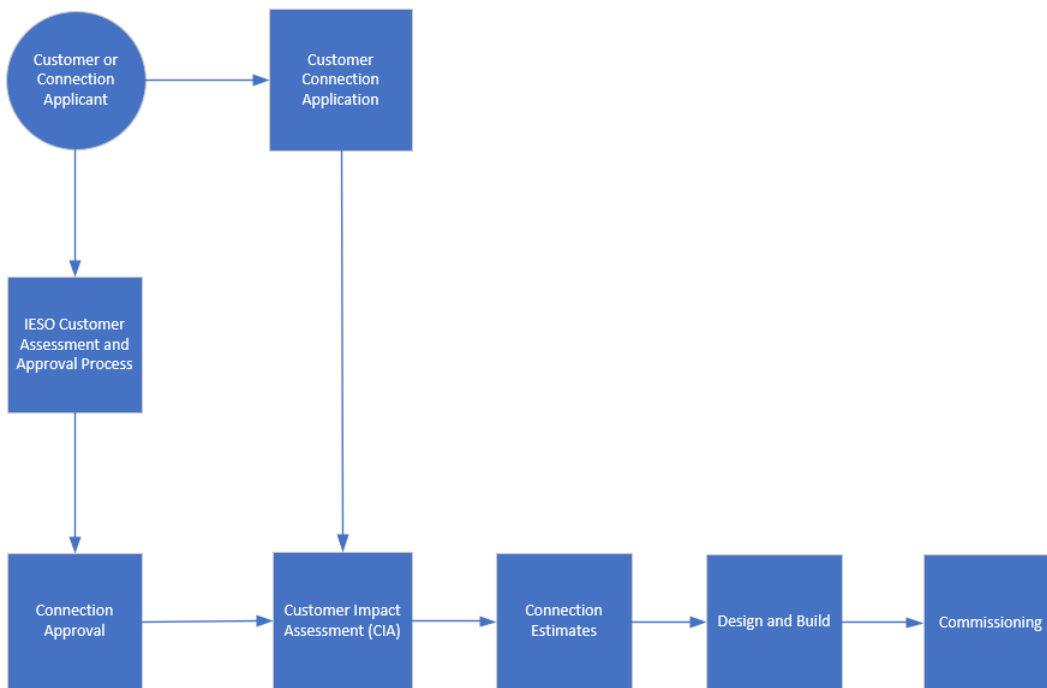 Customer or
Connection
Applicant
Customer
Connection
Application
IESO Customer
Assessment and
Approval Process
Connection
Approval
Customer Impact
Assessment (CIA)
Connection
Estimates
Design and Build
Commissioning